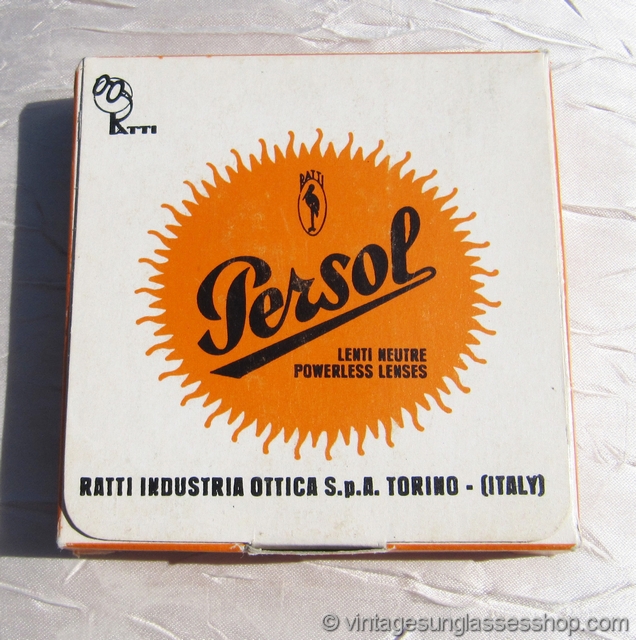 RATTI
RATTI
Persol
LENTI NEUTRE
POWERLESS LENSES
RATTI INDUSTRIA OTTICA S.p.A. TORINO - (ITALY)
© vintagesunglassesshop.com